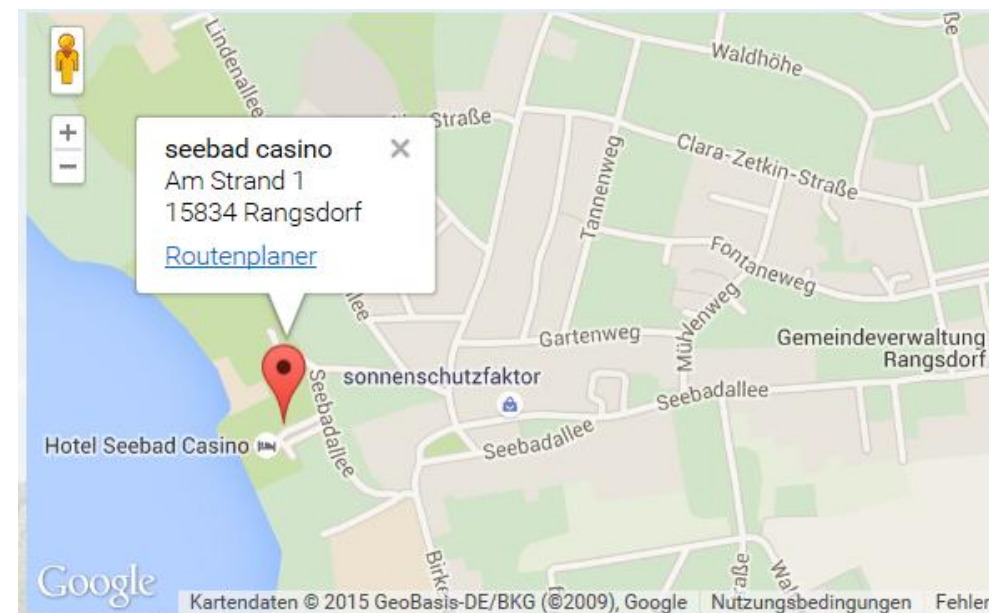 Lindenallee
Waldhöhe
Straße
Clara-Zetkin-Straße
+
−
seebad casino
Am Strand 1
15834 Rangsdorf
Routenplaner
Tannenweg
Fontaneweg
Mühlenweg
Gartenweg
Gemeindeverwaltung
Rangsdorf
sonnenschutzfaktor
Seebadallee
Seebadallee
Seebadallee
Hotel Seebad Casino
Google
Kartendaten © 2015 GeoBasis-DE/BKG (©2009), Google
Nutzungsbedingungen
Fehler